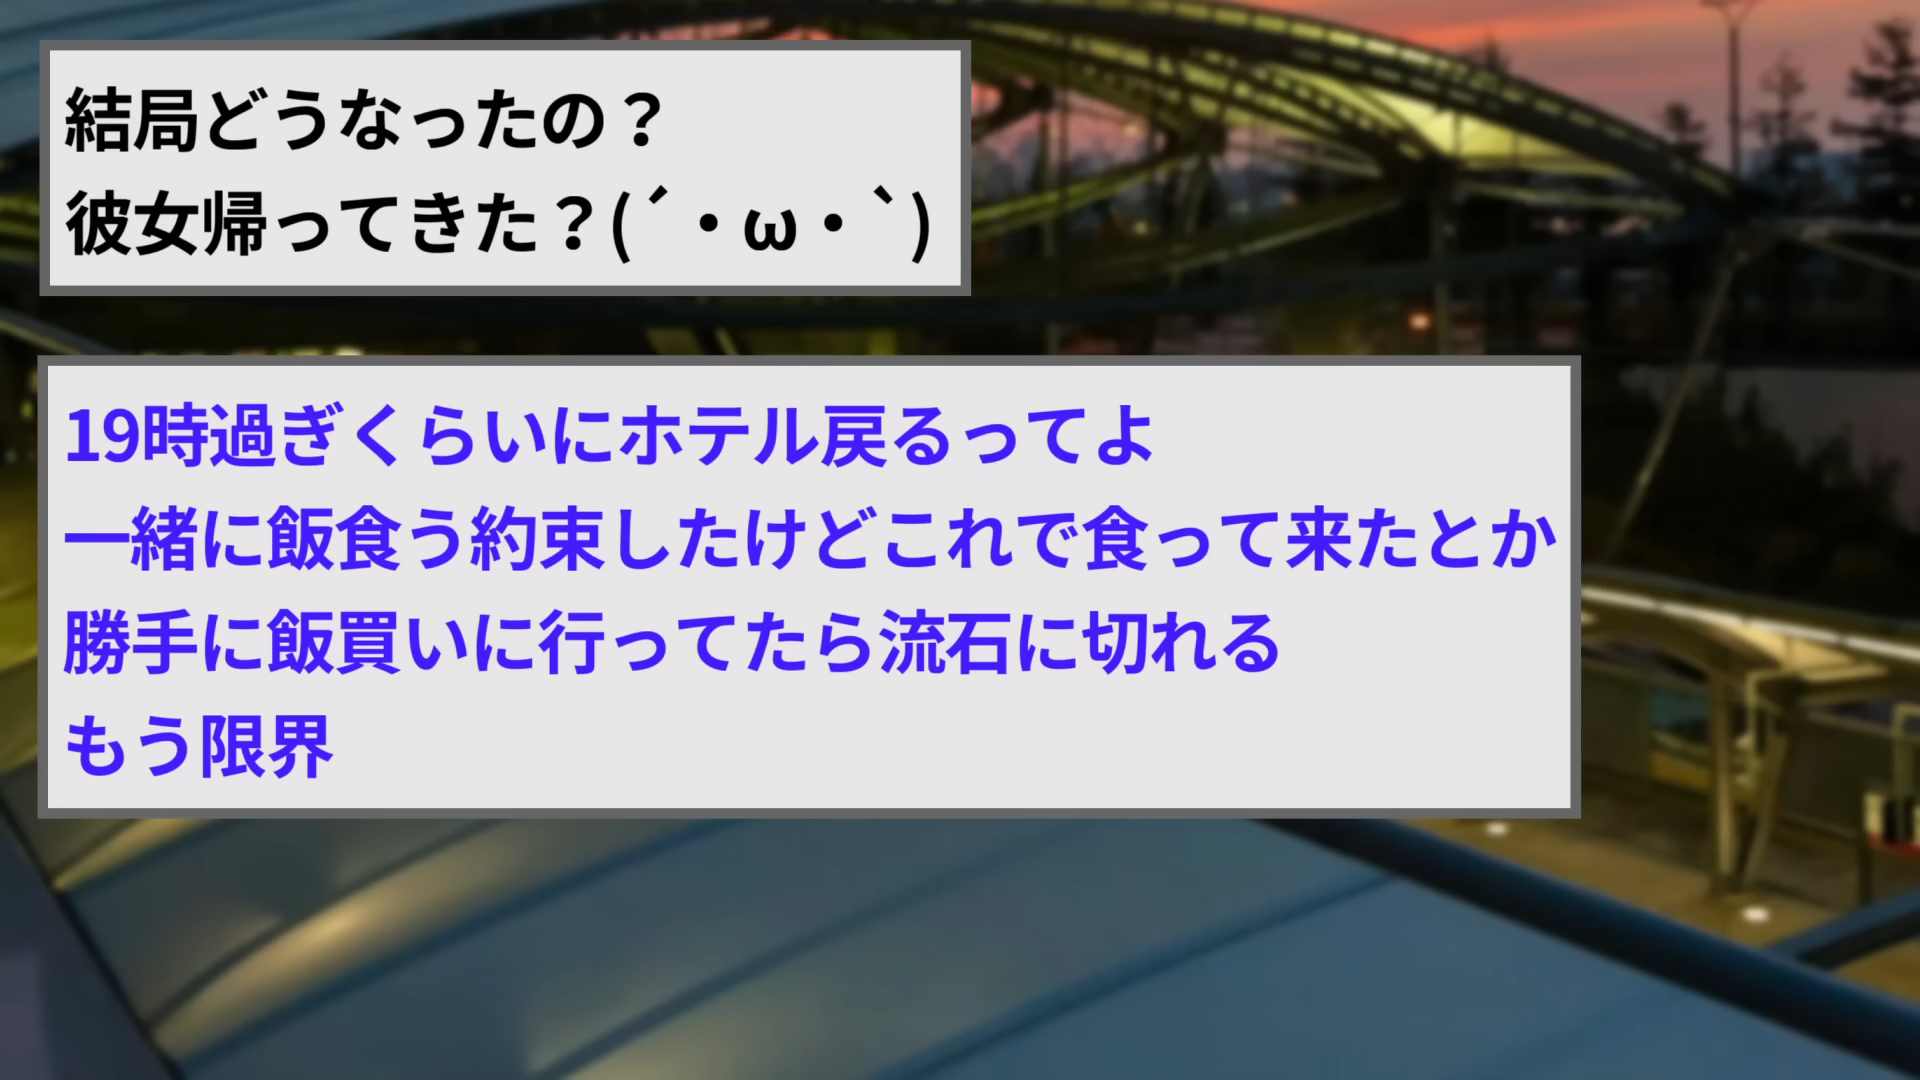 結局どうなったの？
彼女帰ってきた？(´・ω・`)
19時過ぎくらいにホテル戻るってよ
一緒に飯食う約束したけどこれで食って来たとか
勝手に飯買いに行ってたら流石に切れる
もう限界